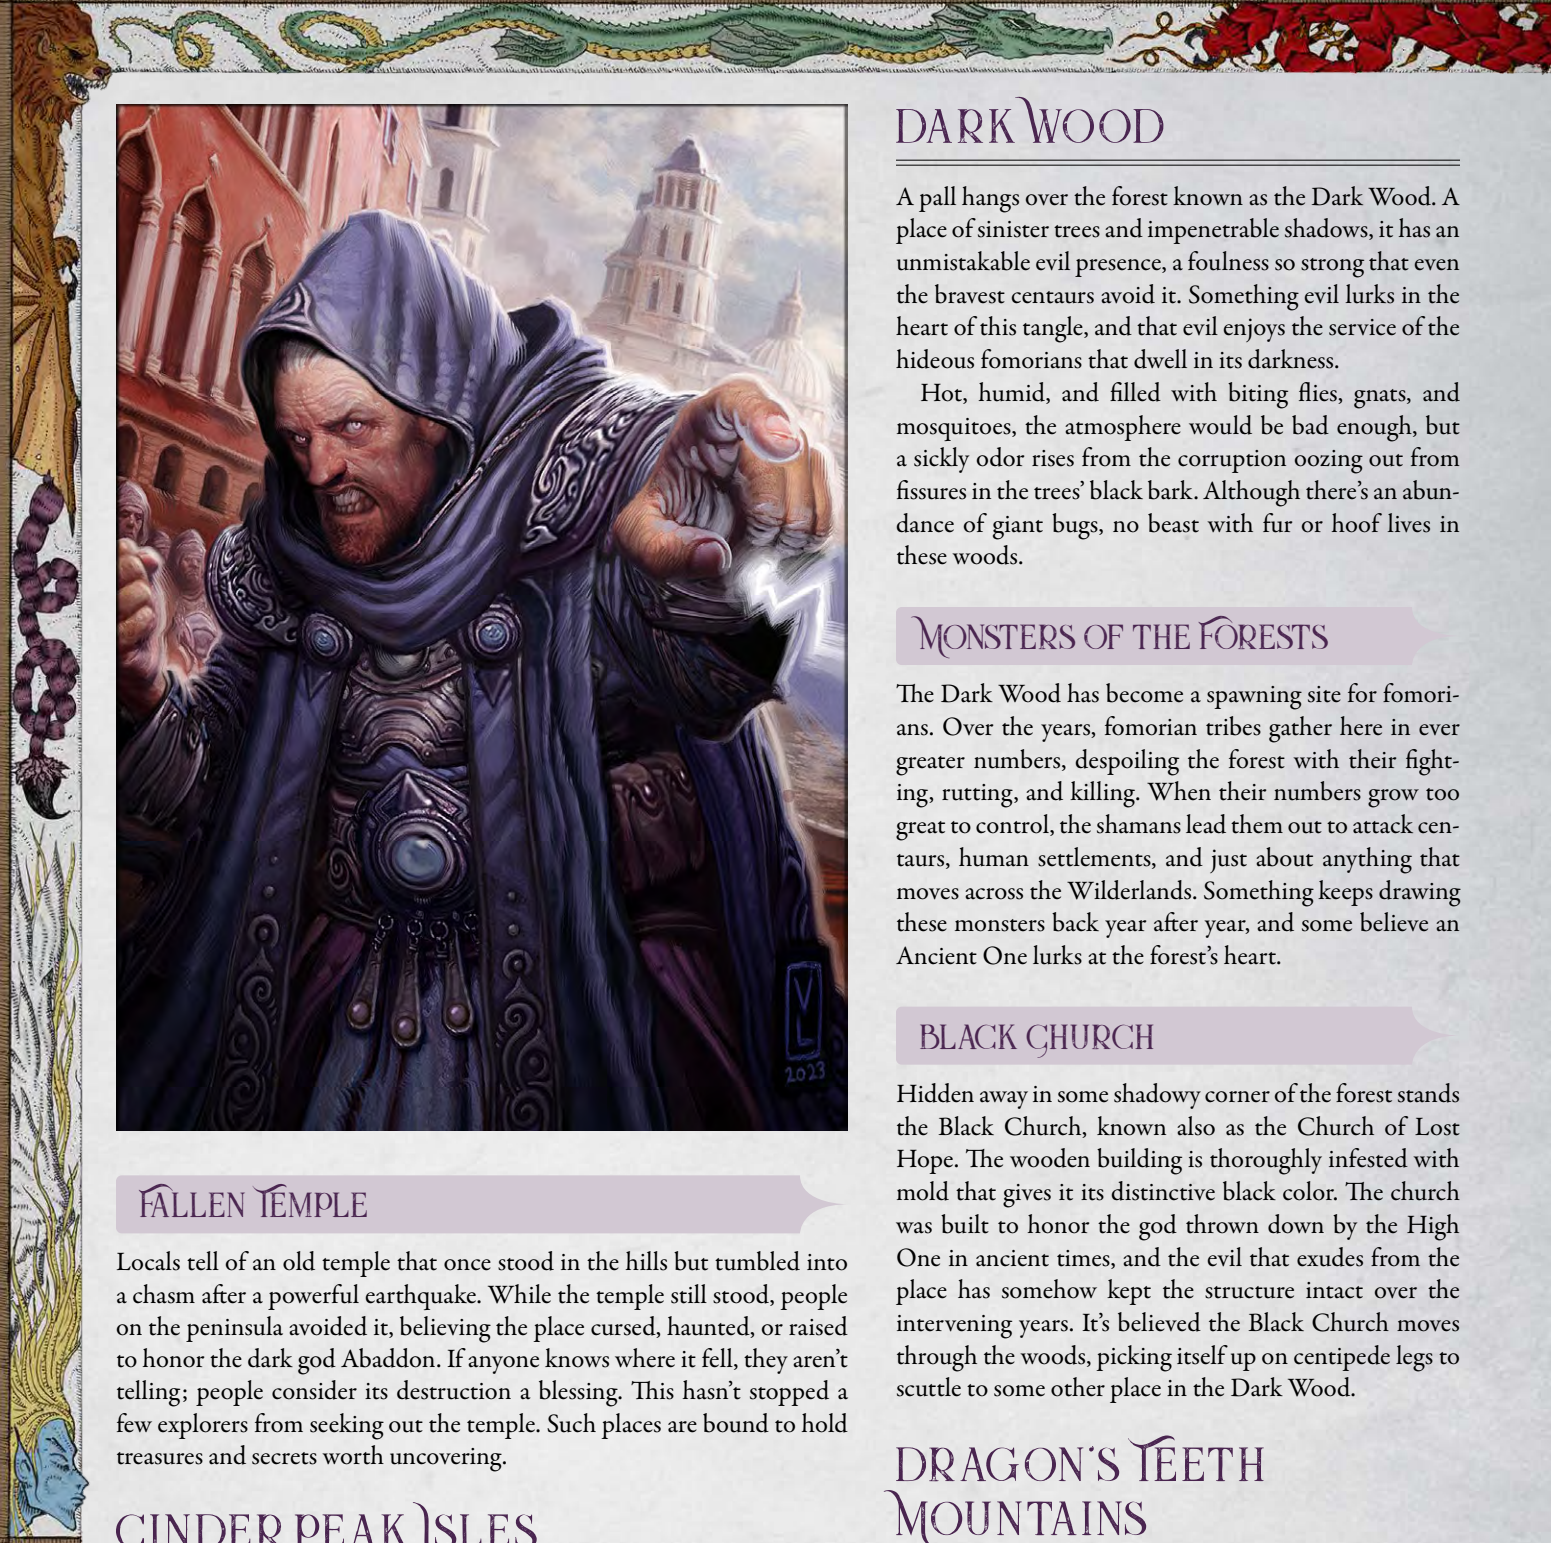 VL
2023
FALLEN TEMPLE
Locals tell of an old temple that once stood in the hills but tumbled into
a chasm after a powerful earthquake. While the temple still stood, people
on the peninsula avoided it, believing the place cursed, haunted, or raised
to honor the dark god Abaddon. If anyone knows where it fell, they aren’t
telling; people consider its destruction a blessing. This hasn’t stopped a
few explorers from seeking out the temple. Such places are bound to hold
treasures and secrets worth uncovering.
CINDER PEAK ISLES
DARK WOOD
A pall hangs over the forest known as the Dark Wood. A
place of sinister trees and impenetrable shadows, it has an
unmistakable evil presence, a foulness so strong that even
the bravest centaurs avoid it. Something evil lurks in the
heart of this tangle, and that evil enjoys the service of the
hideous fomorians that dwell in its darkness.
Hot, humid, and filled with biting flies, gnats, and
mosquitoes, the atmosphere would be bad enough, but
a sickly odor rises from the corruption oozing out from
fissures in the trees’ black bark. Although there’s an abun-
dance of giant bugs, no beast with fur or hoof lives in
these woods.
MONSTERS OF THE FORESTS
The Dark Wood has become a spawning site for fomori-
ans. Over the years, fomorian tribes gather here in ever
greater numbers, despoiling the forest with their fight-
ing, rutting, and killing. When their numbers grow too
great to control, the shamans lead them out to attack cen-
taurs, human settlements, and just about anything that
moves across the Wilderlands. Something keeps drawing
these monsters back year after year, and some believe an
Ancient One lurks at the forest’s heart.
BLACK CHURCH
Hidden away in some shadowy corner of the forest stands
the Black Church, known also as the Church of Lost
Hope. The wooden building is thoroughly infested with
mold that gives it its distinctive black color. The church
was built to honor the god thrown down by the High
One in ancient times, and the evil that exudes from the
place has somehow kept the structure intact over the
intervening years. It’s believed the Black Church moves
through the woods, picking itself up on centipede legs to
scuttle to some other place in the Dark Wood.
DRAGON’S TEETH
MOUNTAINS